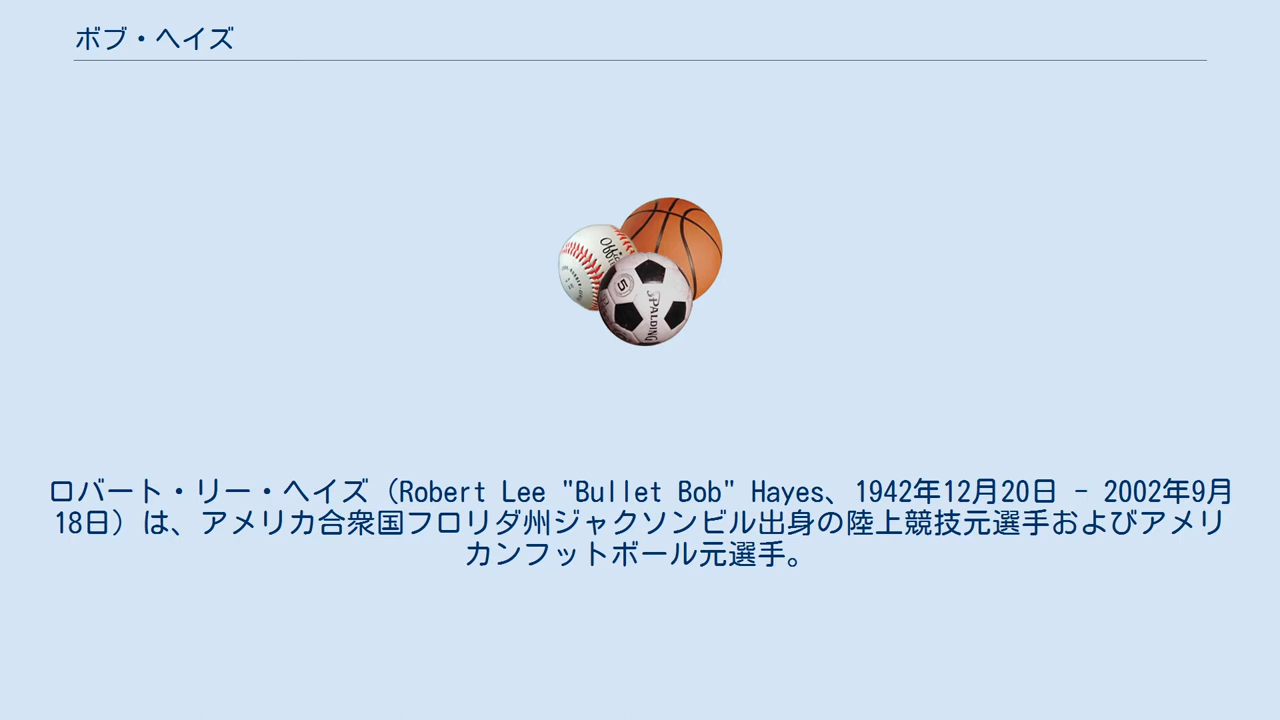 ボブ・ヘイズ
Offic
5
SPALDING
ロバート・リー・ヘイズ（Robert Lee "Bullet Bob" Hayes、1942年12月20日 - 2002年9月
18日）は、アメリカ合衆国フロリダ州ジャクソンビル出身の陸上競技元選手およびアメリ
カンフットボール元選手。